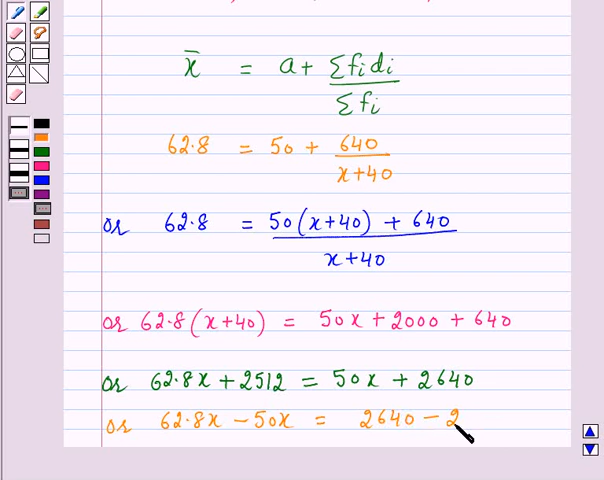 x̄ = a + Σfidi / Σfi
62.8 = 50 + 640 / x+40
or 62.8 = 50(x+40) + 640 / x+40
or 62.8(x+40) = 50x + 2000 + 640
or 62.8x + 2512 = 50x + 2640
or 62.8x - 50x = 2640 - 2